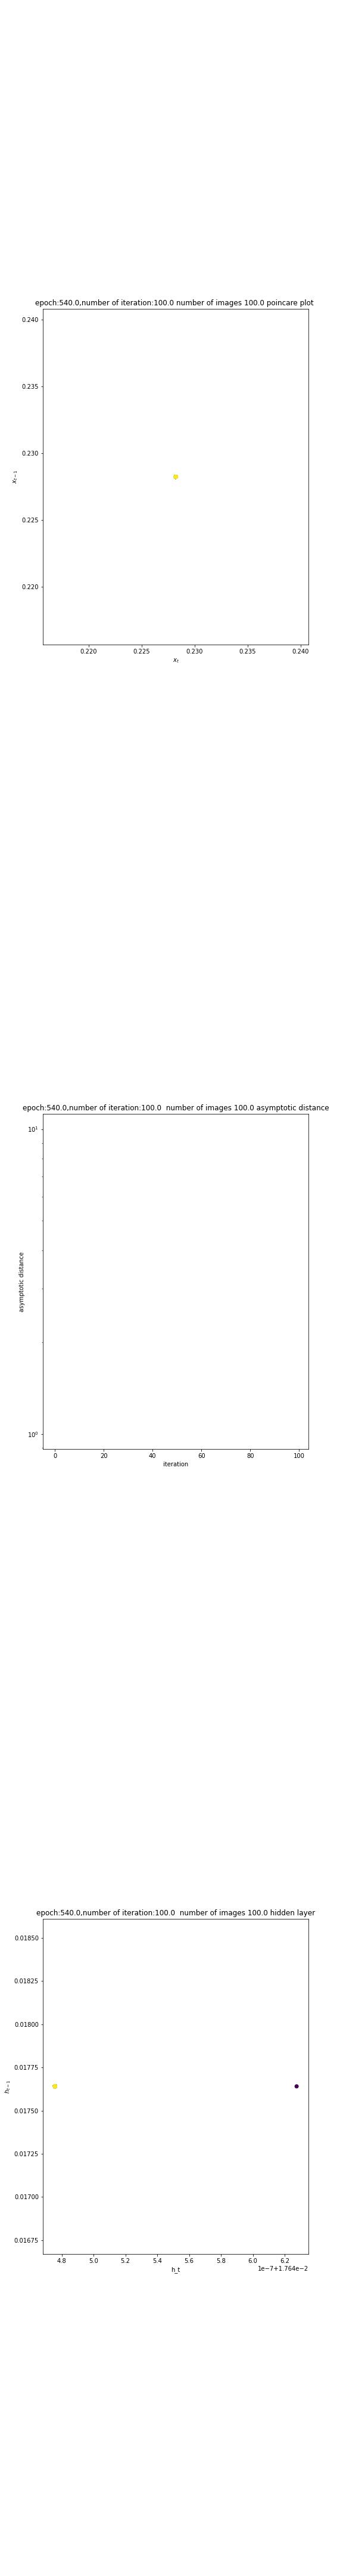 epoch:540.0,number of iteration:100.0 number of images 100.0 poincare plot
0.240
0.235
0.230
0.225
0.220
x_{t-1}
0.220 0.225 0.230 0.235 0.240
x_t
epoch:540.0,number of iteration:100.0  number of images 100.0 asymptotic distance
10^1
10^0
asymptotic distance
0 20 40 60 80 100
iteration
epoch:540.0,number of iteration:100.0  number of images 100.0 hidden layer
0.01850
0.01825
0.01800
0.01775
0.01750
0.01725
0.01700
0.01675
h_{t-1}
4.8 5.0 5.2 5.4 5.6 5.8 6.0 6.2
1e−7+1.764e−2
h_t